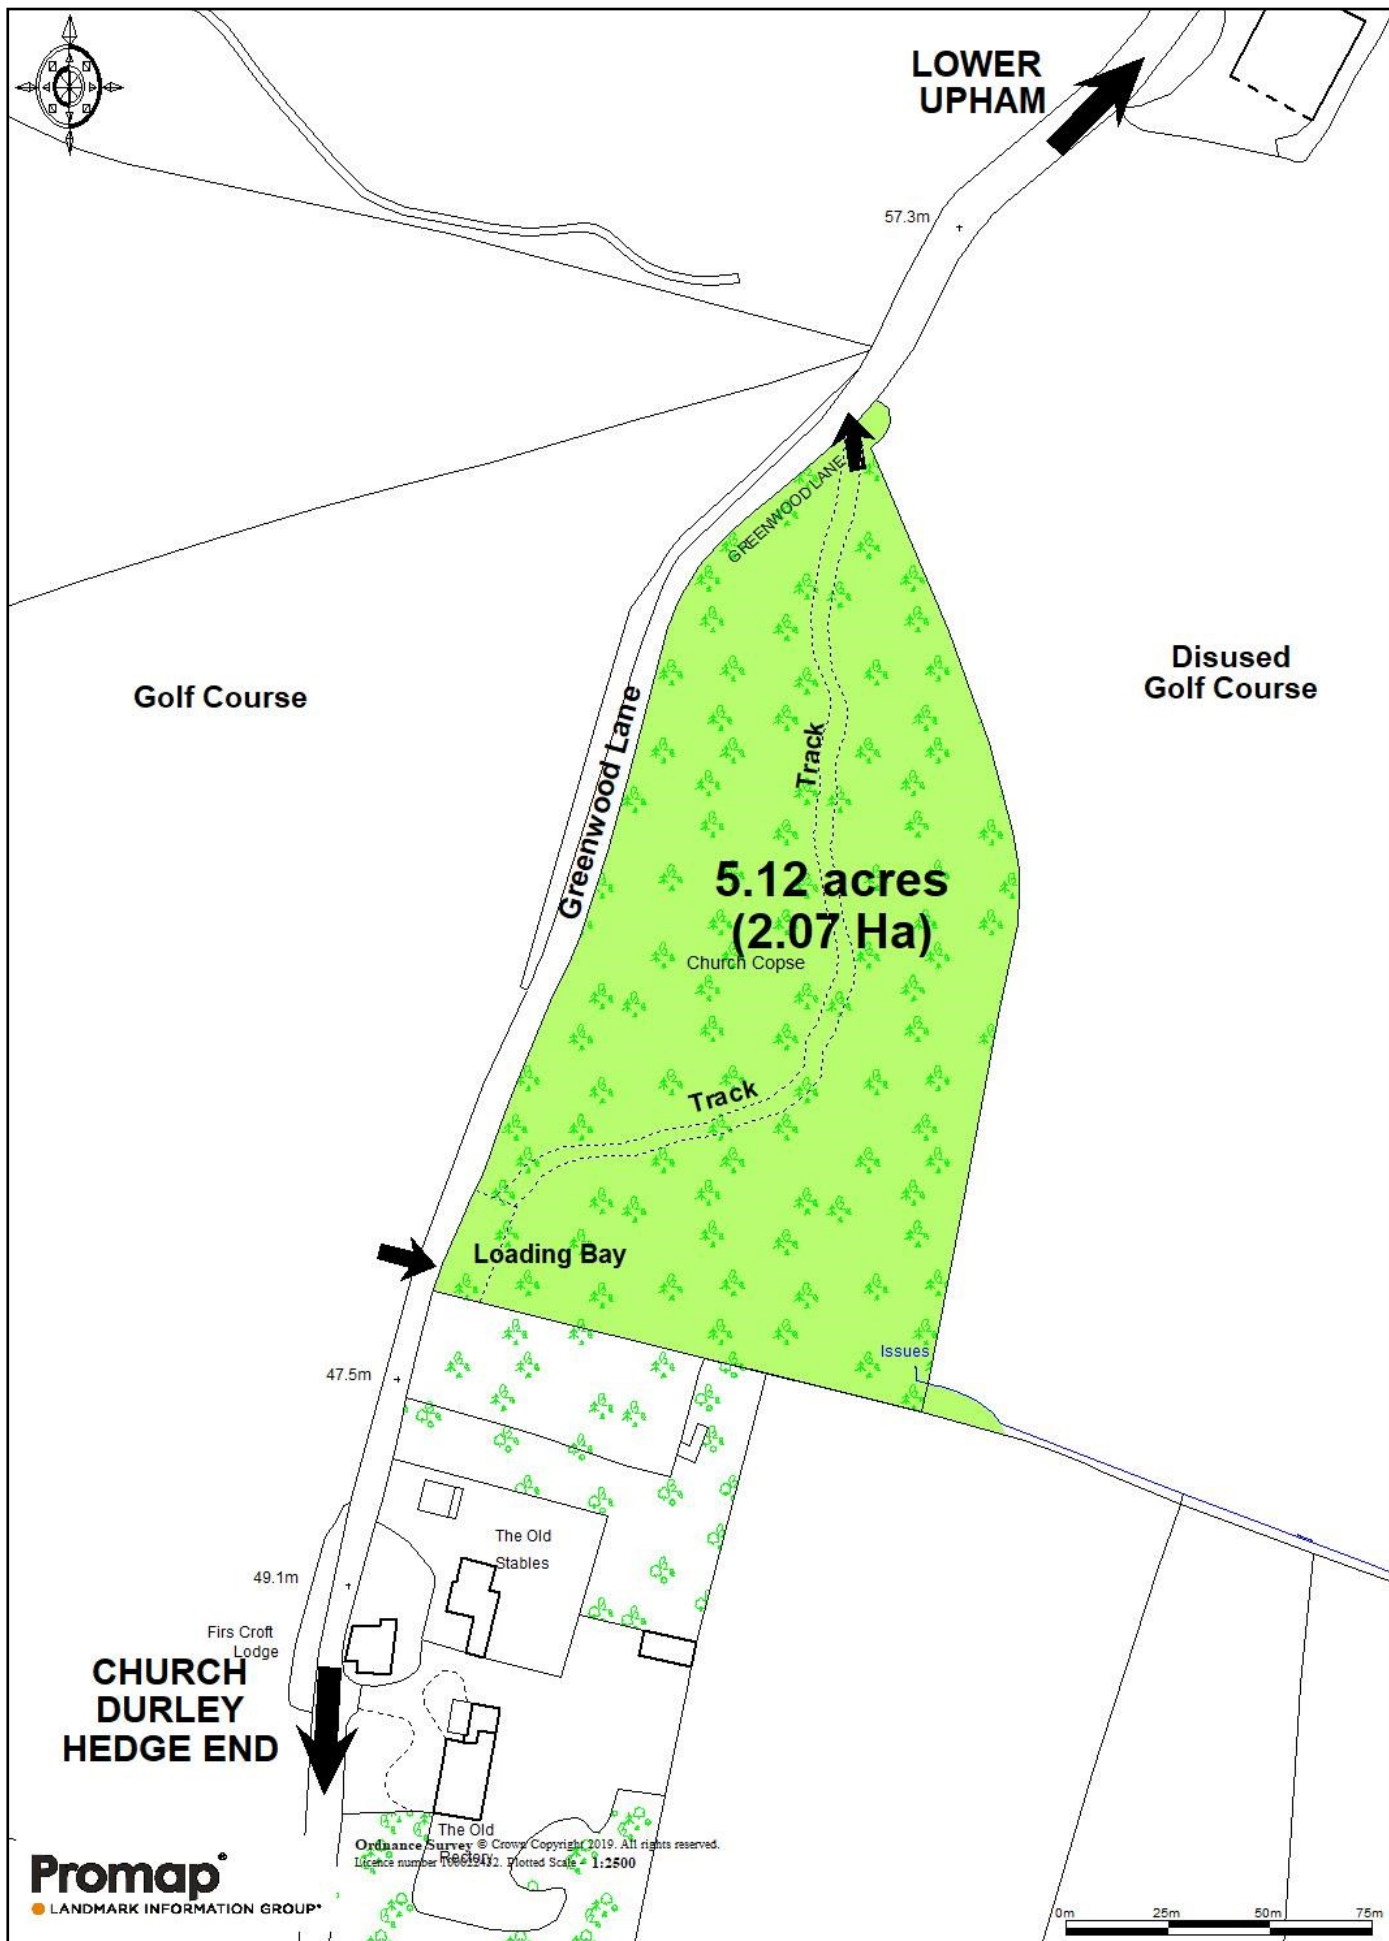 LOWER
UPHAM
57.3m
GREENWOOD LANE
Disused
Golf Course
Golf Course
Greenwood Lane
Track
5.12 acres
(2.07 Ha)
Church Copse
Track
Loading Bay
Issues
47.5m
The Old
Stables
49.1m
Firs Croft
Lodge
CHURCH
DURLEY
HEDGE END
The Old
Rectory
Ordnance Survey © Crown Copyright 2019. All rights reserved.
Licence number 100022432. Plotted Scale - 1:2500
Promap®
LANDMARK INFORMATION GROUP®
0m 25m 50m 75m